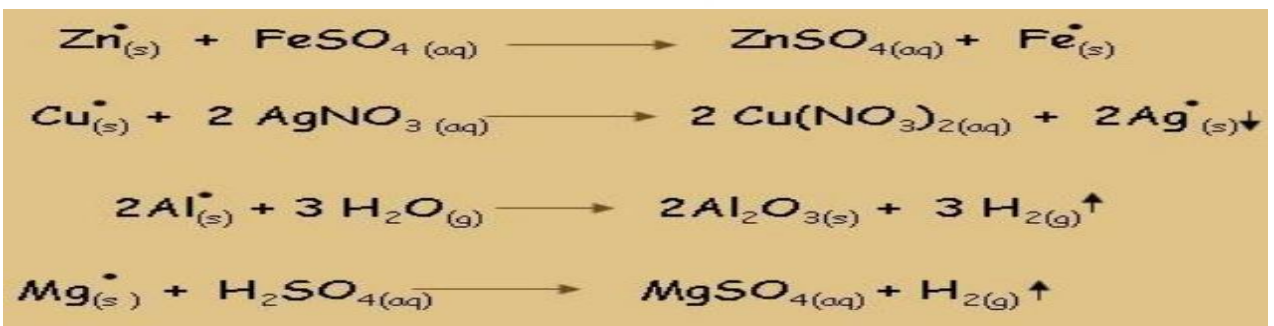 Zn•(s) + FeSO₄ (aq) ⟶ ZnSO₄(aq) + Fe•(s)
Cu•(s) + 2 AgNO₃ (aq) ⟶ 2 Cu(NO₃)₂(aq) + 2Ag•(s)↓
2Al•(s) + 3 H₂O(g) ⟶ 2Al₂O₃(s) + 3 H₂(g)↑
Mg•(s) + H₂SO₄(aq) ⟶ MgSO₄(aq) + H₂(g)↑